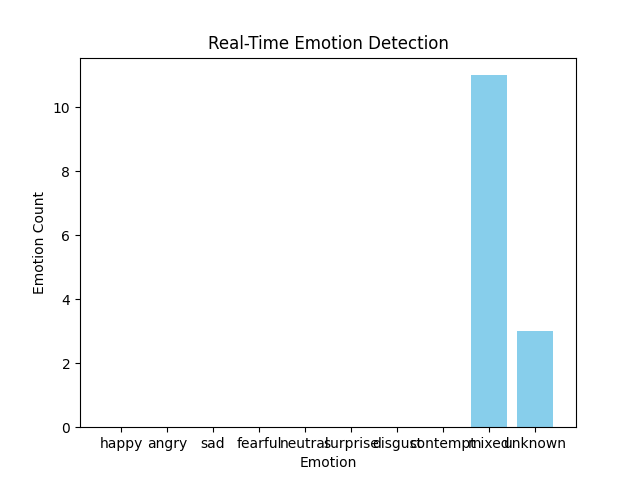 Real-Time Emotion Detection
Emotion Count
10
8
6
4
2
0
happy angry sad fearful neutral surprise disgust contempt mixed unknown
Emotion